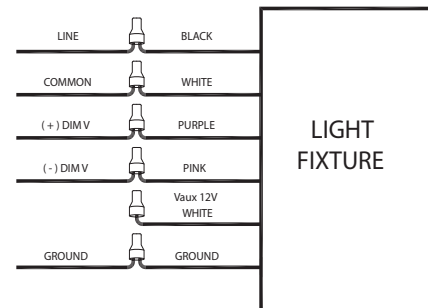 LINE BLACK
COMMON WHITE
( + ) DIM V PURPLE
( - ) DIM V PINK
Vaux 12V
WHITE
GROUND GROUND
LIGHT
FIXTURE